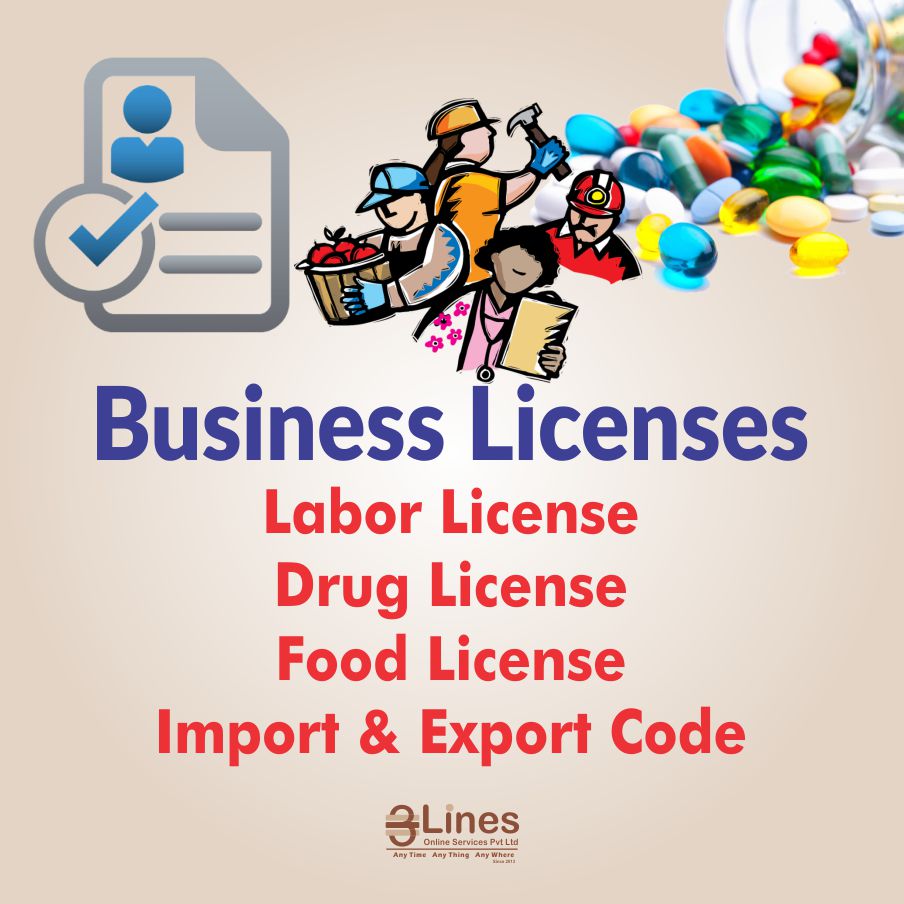 Business Licenses
Labor License
Drug License
Food License
Import & Export Code
3Lines
Online Services Pvt Ltd
Any Time Any Thing Any Where
Since 2013